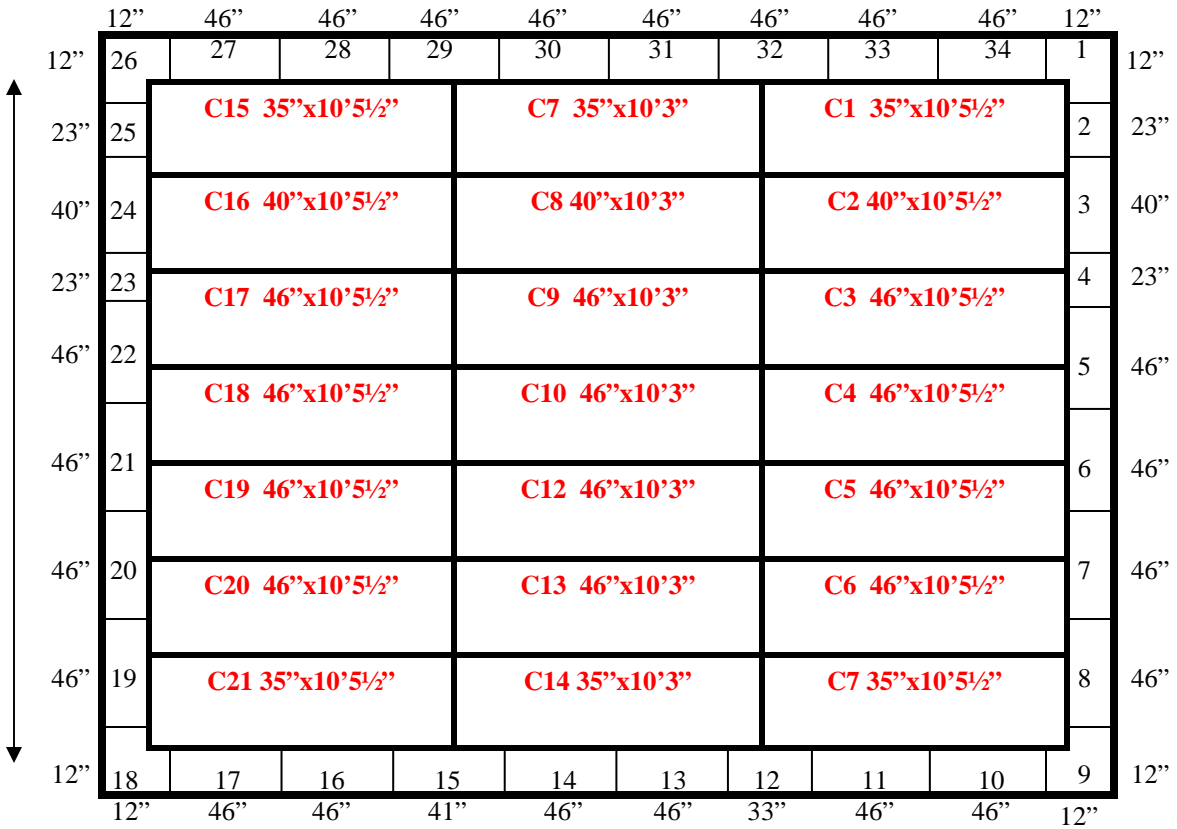 12” 46” 46” 46” 46” 46” 46” 46” 46” 12”
12” 26 27 28 29 30 31 32 33 34 1 12”
C15 35”x10’5½” C7 35”x10’3” C1 35”x10’5½”
23” 25 2 23”
40” 24 C16 40”x10’5½” C8 40”x10’3” C2 40”x10’5½” 3 40”
23” 23 4 23”
C17 46”x10’5½” C9 46”x10’3” C3 46”x10’5½”
46” 22 5 46”
C18 46”x10’5½” C10 46”x10’3” C4 46”x10’5½”
46” 21 6 46”
C19 46”x10’5½” C12 46”x10’3” C5 46”x10’5½”
46” 20 C20 46”x10’5½” C13 46”x10’3” C6 46”x10’5½” 7 46”
46” 19 C21 35”x10’5½” C14 35”x10’3” C7 35”x10’5½” 8 46”
12” 18 17 16 15 14 13 12 11 10 9 12”
12” 46” 46” 41” 46” 46” 33” 46” 46” 12”